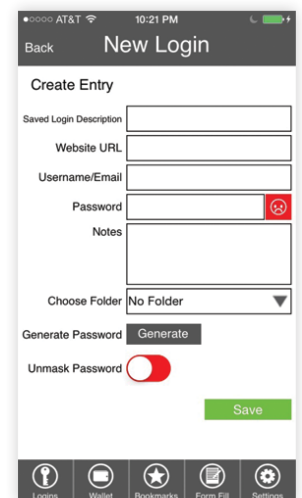 AT&T 10:21 PM
Back New Login
Create Entry
Saved Login Description
Website URL
Username/Email
Password
Notes
Choose Folder No Folder
Generate Password Generate
Unmask Password
Save
Logins Wallet Bookmarks Form Fill Settings